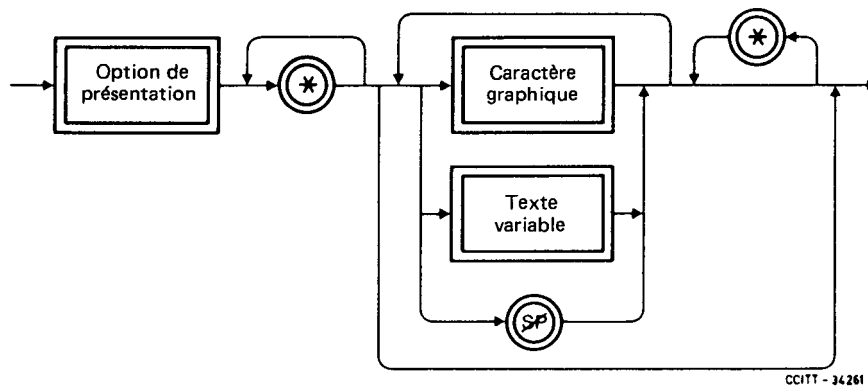 Option de
présentation
*
Caractère
graphique
*
Texte
variable
SP
CCITT - 34261